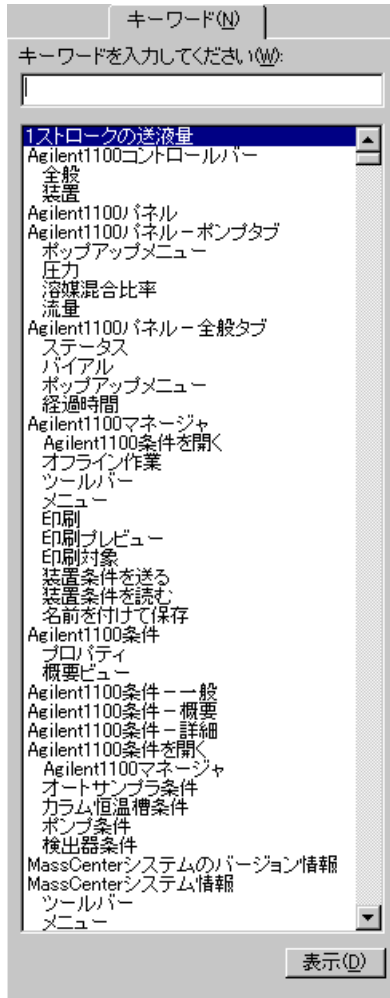 キーワード(N)
キーワードを入力してください(W):
1ストロークの送液量
Agilent1100コントロールバー
全般
装置
Agilent1100パネル
Agilent1100パネル－ポンプタブ
ポップアップメニュー
圧力
溶媒混合比率
流量
Agilent1100パネル－全般タブ
ステータス
バイアル
ポップアップメニュー
経過時間
Agilent1100マネージャ
Agilent1100条件を開く
オフライン作業
ツールバー
メニュー
印刷
印刷プレビュー
印刷対象
装置条件を送る
装置条件を読む
名前を付けて保存
Agilent1100条件
プロパティ
概要ビュー
Agilent1100条件－一般
Agilent1100条件－概要
Agilent1100条件－詳細
Agilent1100条件を開く
Agilent1100マネージャ
オートサンプラ条件
カラム恒温槽条件
ポンプ条件
検出器条件
MassCenterシステムのバージョン情報
MassCenterシステム情報
ツールバー
メニュー
表示(D)